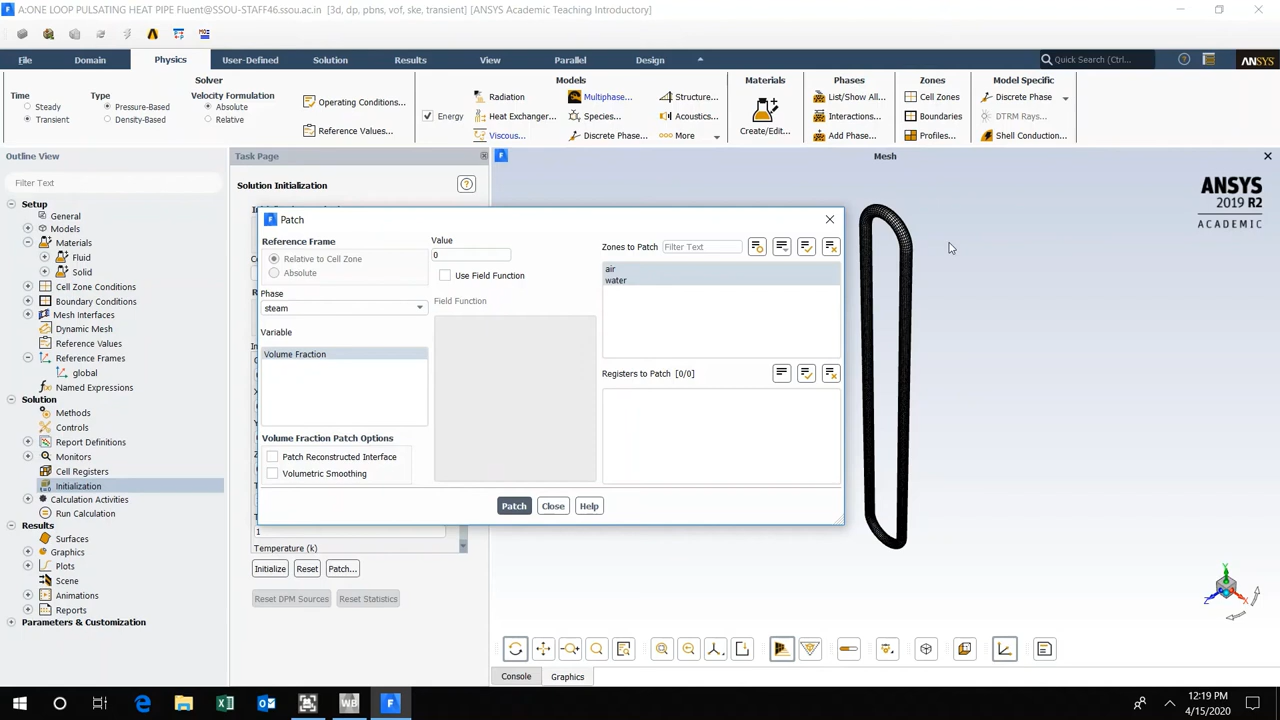 A:ONE LOOP PULSATING HEAT PIPE Fluent@SSOU-STAFF46.ssou.ac.in [3d, dp, pbns, vof, ske, transient] [ANSYS Academic Teaching Introductory]
File Domain Physics User-Defined Solution Results Parallel View Design Quick Search (Ctrl... ANSYS
Solver Models Materials Phases Zones Model Specific
Time Type Velocity Formulation
Steady Pressure-Based Absolute
Transient Density-Based Relative
Operating Conditions...
Reference Values...
Energy
Radiation Multiphase... Structure...
Heat Exchanger... Species... Acoustics...
Viscous... Discrete Phase... More
Create/Edit...
List/Show All... Cell Zones Discrete Phase
Interactions... Boundaries DTRM Rays...
Add Phase... Profiles... Shell Conduction...
Outline View
Filter Text
Setup
General
Models
Materials
Fluid
Solid
Cell Zone Conditions
Boundary Conditions
Mesh Interfaces
Dynamic Mesh
Reference Values
Reference Frames
global
Named Expressions
Solution
Methods
Controls
Report Definitions
Monitors
Cell Registers
Initialization
Calculation Activities
Run Calculation
Results
Surfaces
Graphics
Plots
Scene
Animations
Reports
Parameters & Customization
Task Page
Solution Initialization
Patch
Reference Frame
Relative to Cell Zone
Absolute
Phase
steam
Variable
Volume Fraction
Volume Fraction Patch Options
Patch Reconstructed Interface
Volumetric Smoothing
Value
0
Use Field Function
Field Function
Zones to Patch Filter Text
air
water
Registers to Patch [0/0]
Patch Close Help
1
Temperature (k)
Initialize Reset Patch...
Reset DPM Sources Reset Statistics
Mesh
ANSYS
2019 R2
ACADEMIC
Y
Z X
Console Graphics
12:19 PM
4/15/2020